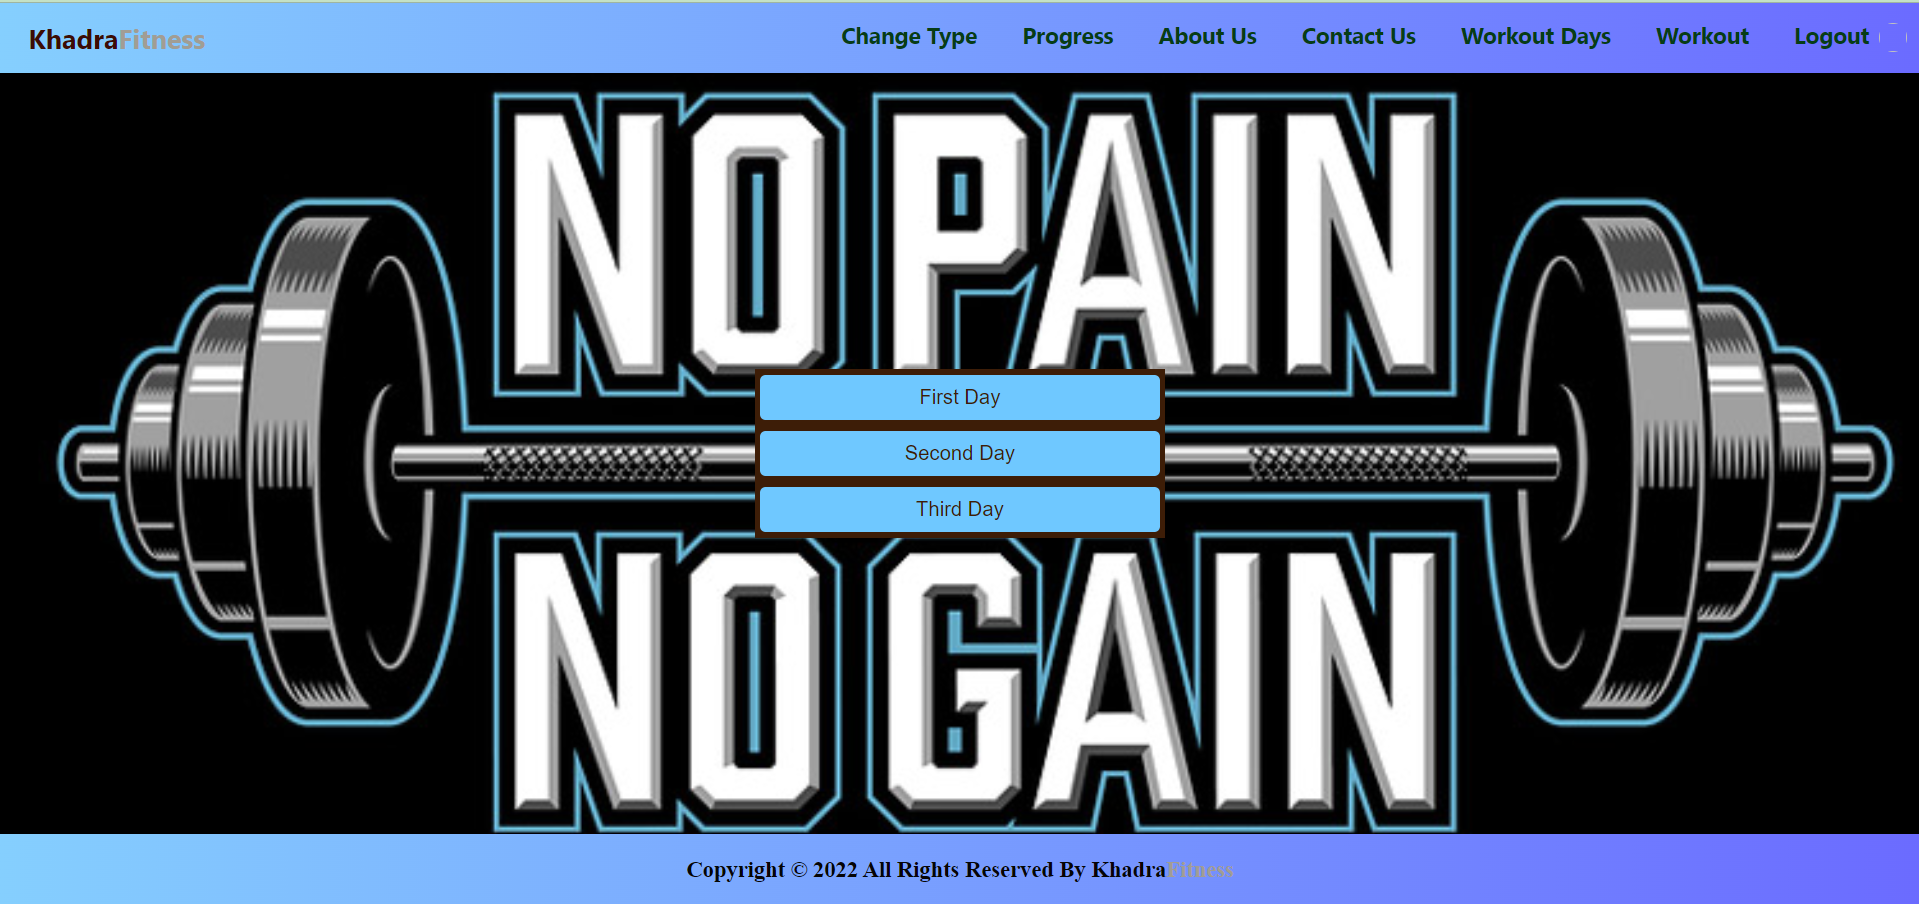 KhadraFitness
Change Type Progress About Us Contact Us Workout Days Workout Logout
NO PAIN
First Day
Second Day
Third Day
NO GAIN
Copyright © 2022 All Rights Reserved By KhadraFitness